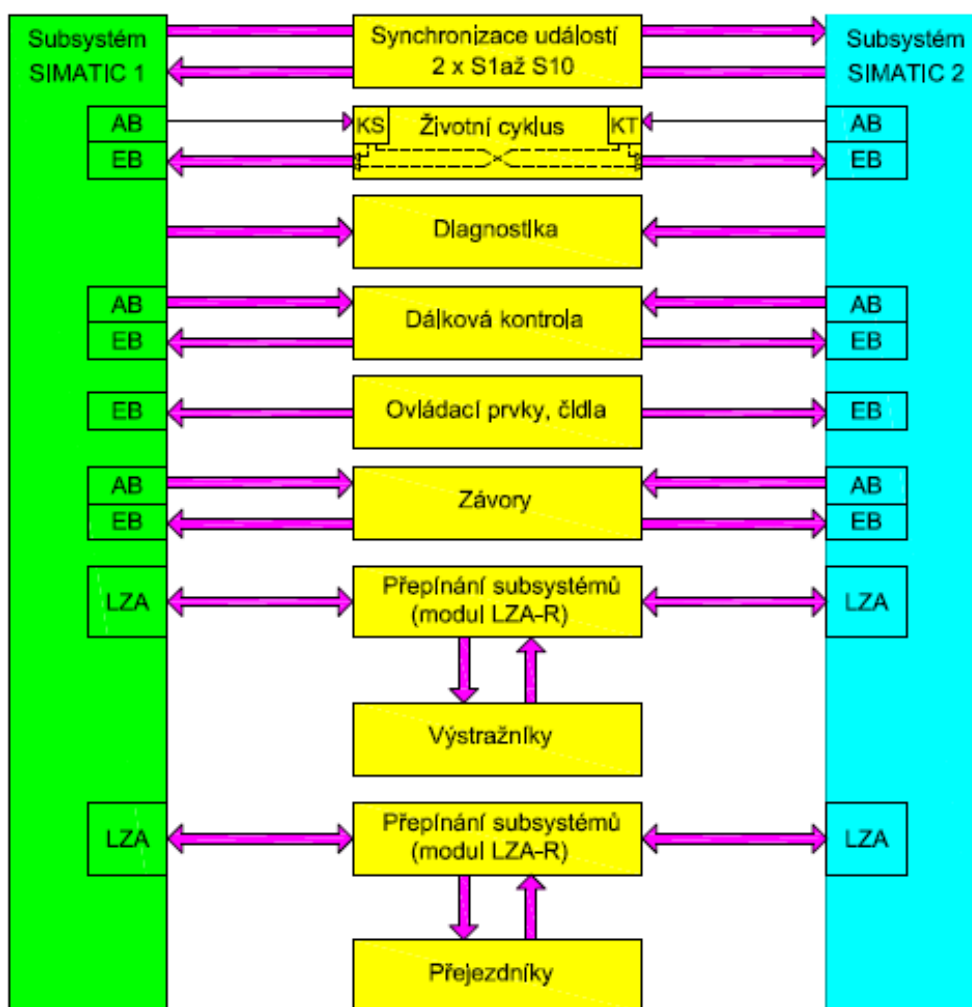 Subsystém
SIMATIC 1
Synchronizace událostí
2 x S1až S10
Subsystém
SIMATIC 2
AB
KS
Životní cyklus
KT
AB
EB
EB
Diagnostika
AB
Dálková kontrola
AB
EB
EB
EB
Ovládací prvky, čidla
EB
AB
Závory
AB
EB
EB
LZA
Přepínání subsystémů
(modul LZA-R)
LZA
Výstražníky
LZA
Přepínání subsystémů
(modul LZA-R)
LZA
Přejezdníky